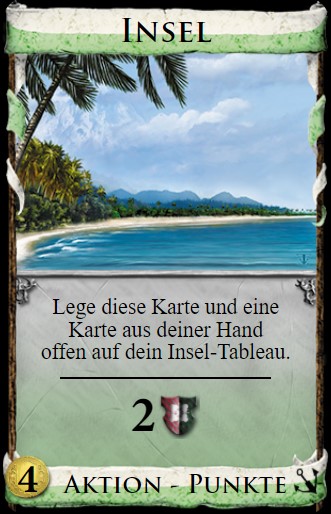 Insel
Lege diese Karte und eine
Karte aus deiner Hand
offen auf dein Insel-Tableau.
2
4 Aktion - Punkte